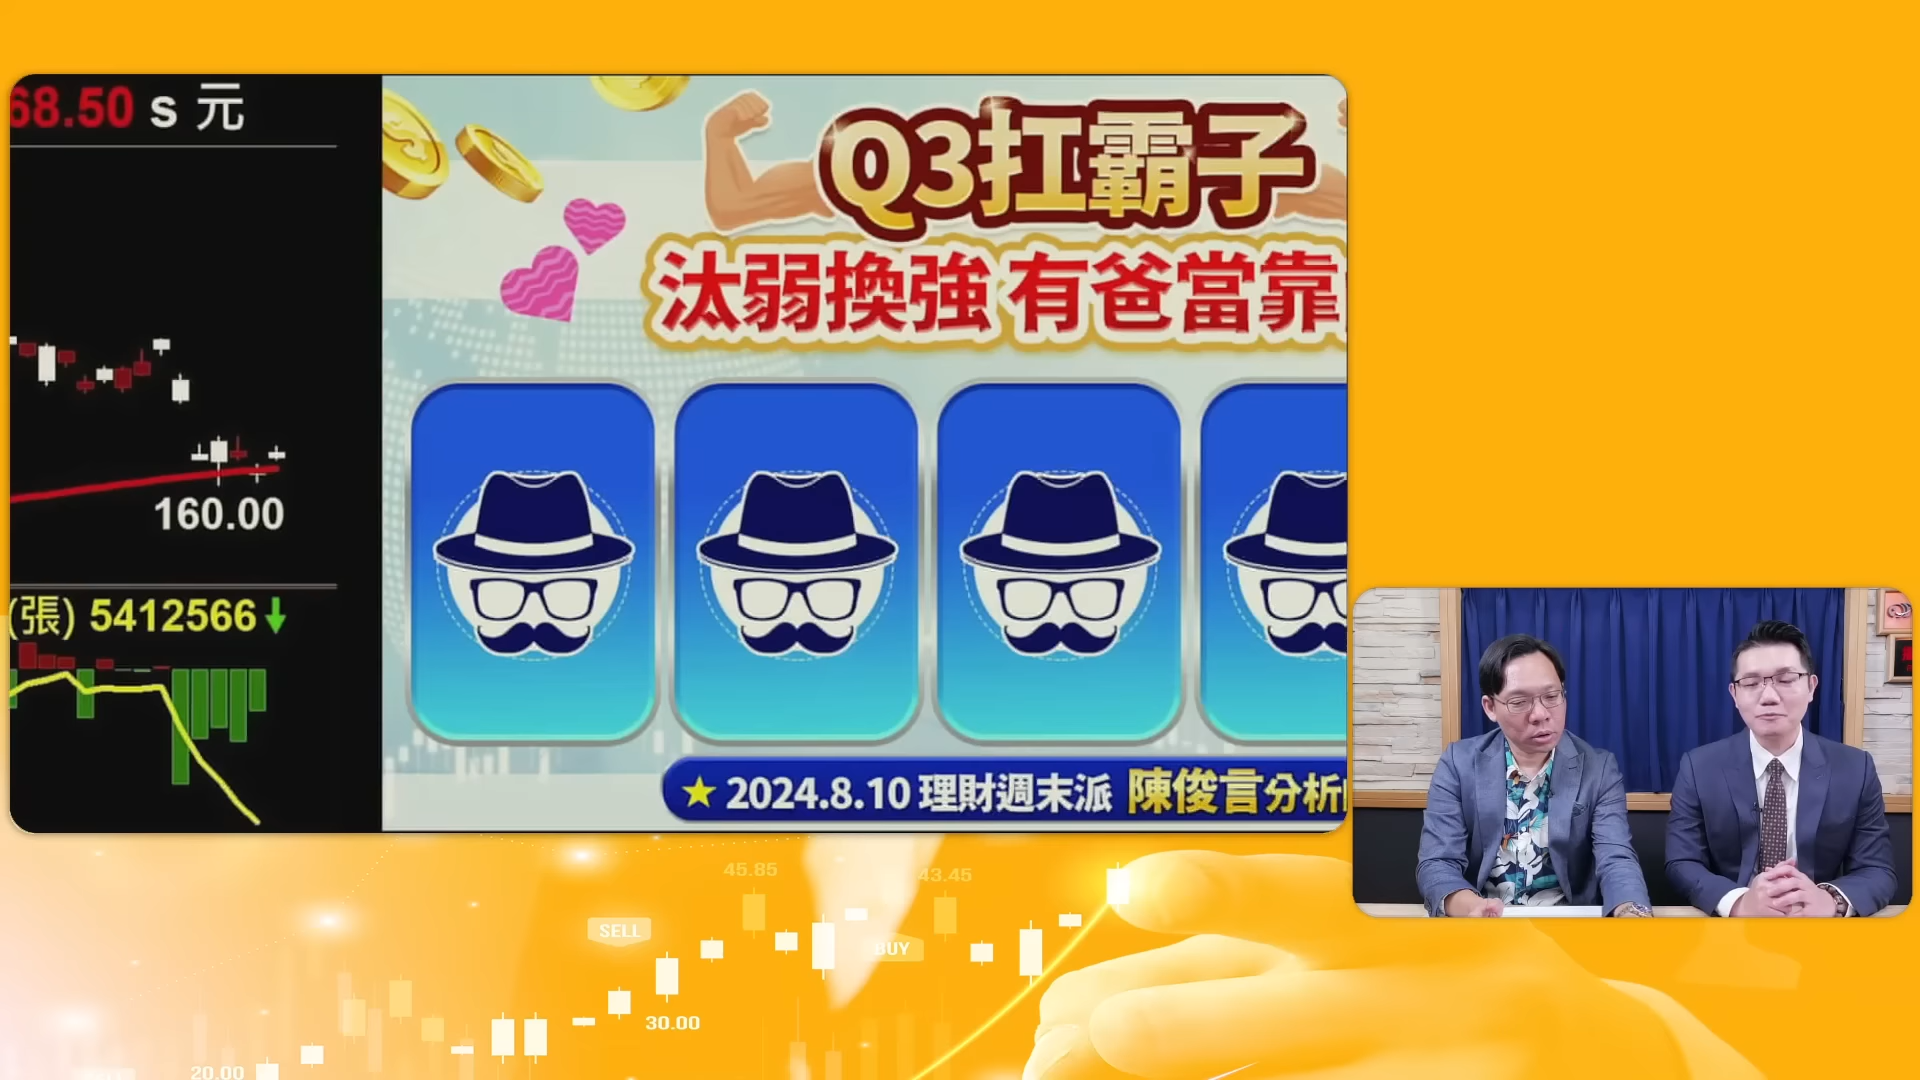 68.50 s 元
160.00
(張) 5412566
Q3扛霸子
汰弱換強 有爸當靠
★ 2024.8.10 理財週末派 陳俊言分析
45.85
43.45
SELL
BUY
30.00
20.00